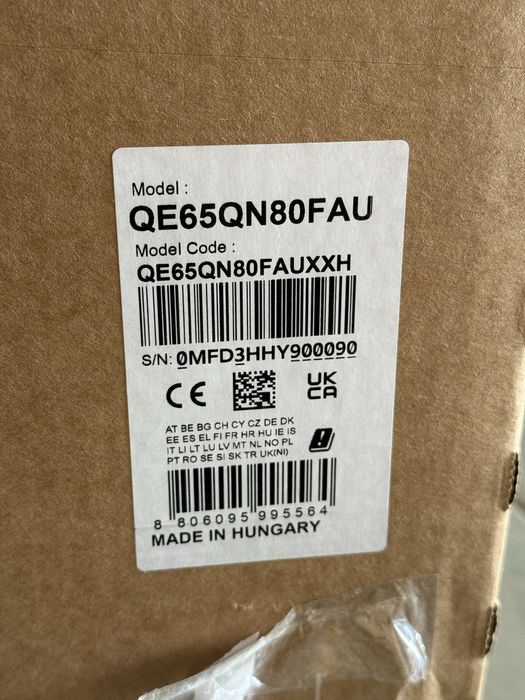 Model :
QE65QN80FAU
Model Code :
QE65QN80FAUXXH
S/N: 0MFD3HHY900090
CE
UK
CA
AT BE BG CH CY CZ DE DK
EE ES EL FI FR HR HU IE IS
IT LI LT LU LV MT NL NO PL
PT RO SE SI SK TR UK(NI)
8 806095 995564
MADE IN HUNGARY